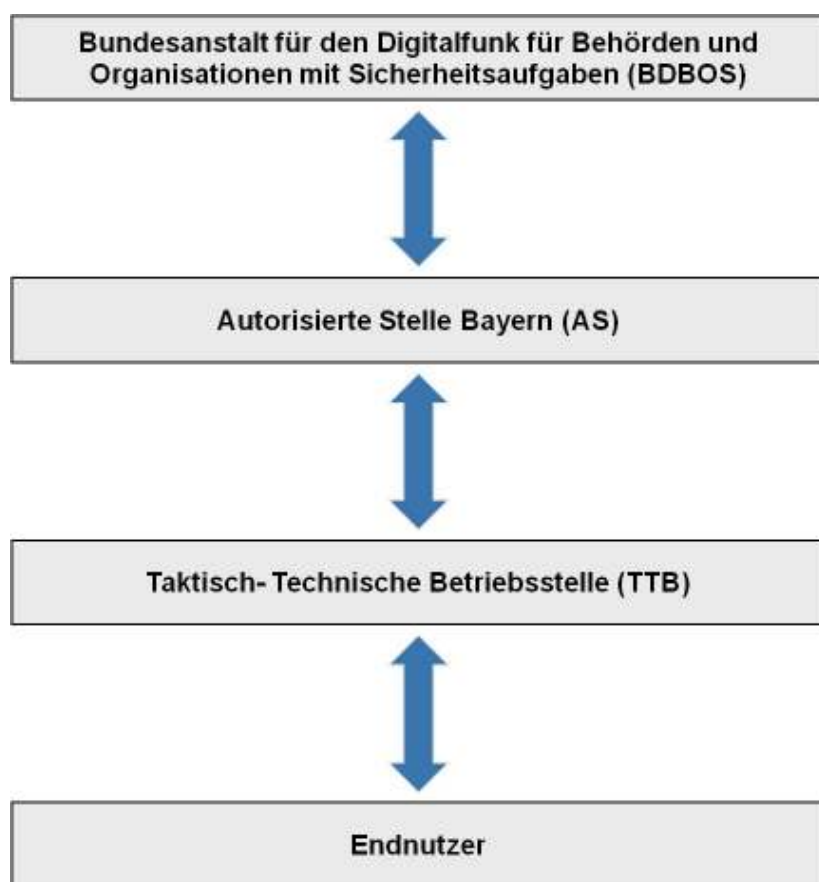 Bundesanstalt für den Digitalfunk für Behörden und
Organisationen mit Sicherheitsaufgaben (BDBOS)
Autorisierte Stelle Bayern (AS)
Taktisch- Technische Betriebsstelle (TTB)
Endnutzer